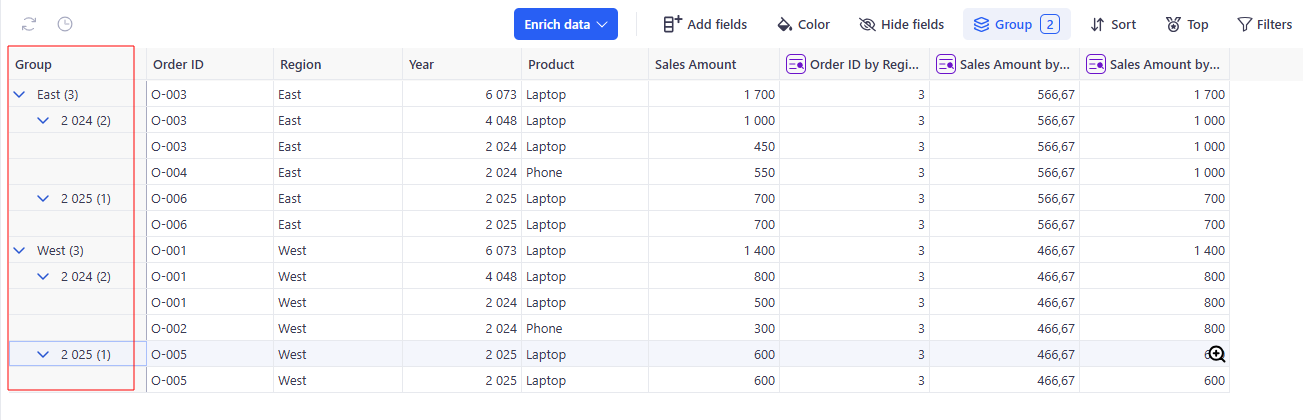 Enrich data Add fields Color Hide fields Group 2 Sort Top Filters
Group Order ID Region Year Product Sales Amount Order ID by Regi... Sales Amount by... Sales Amount by...
East (3) O-003 East 6 073 Laptop 1 700 3 566,67 1 700
2 024 (2) O-003 East 4 048 Laptop 1 000 3 566,67 1 000
O-003 East 2 024 Laptop 450 3 566,67 1 000
O-004 East 2 024 Phone 550 3 566,67 1 000
2 025 (1) O-006 East 2 025 Laptop 700 3 566,67 700
O-006 East 2 025 Laptop 700 3 566,67 700
West (3) O-001 West 6 073 Laptop 1 400 3 466,67 1 400
2 024 (2) O-001 West 4 048 Laptop 800 3 466,67 800
O-001 West 2 024 Laptop 500 3 466,67 800
O-002 West 2 024 Phone 300 3 466,67 800
2 025 (1) O-005 West 2 025 Laptop 600 3 466,67
O-005 West 2 025 Laptop 600 3 466,67 600